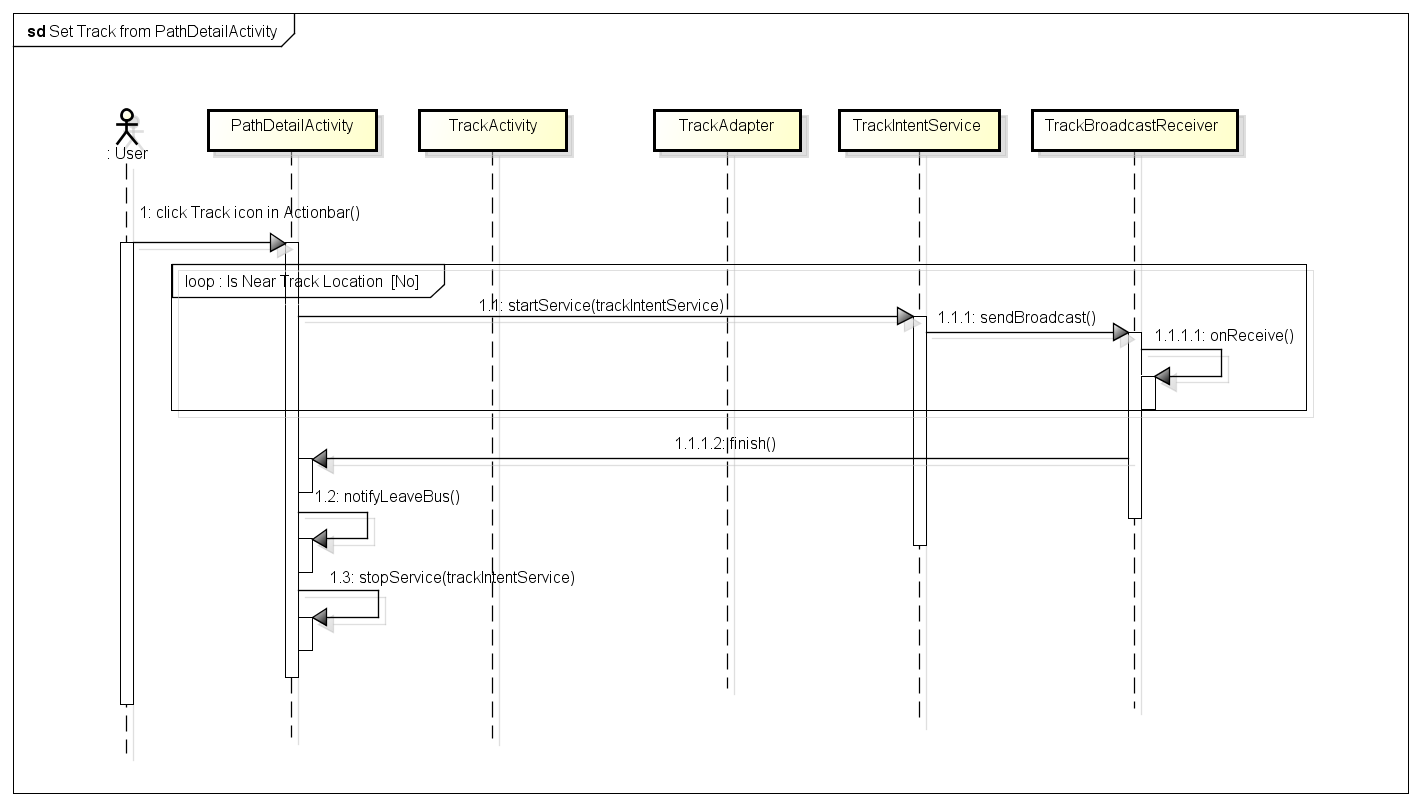 sd Set Track from PathDetailActivity
PathDetailActivity
TrackActivity
TrackAdapter
TrackIntentService
TrackBroadcastReceiver
: User
1: click Track icon in Actionbar()
loop : Is Near Track Location [No]
1.1: startService(trackIntentService)
1.1.1: sendBroadcast()
1.1.1.1: onReceive()
1.1.1.2: finish()
1.2: notifyLeaveBus()
1.3: stopService(trackIntentService)